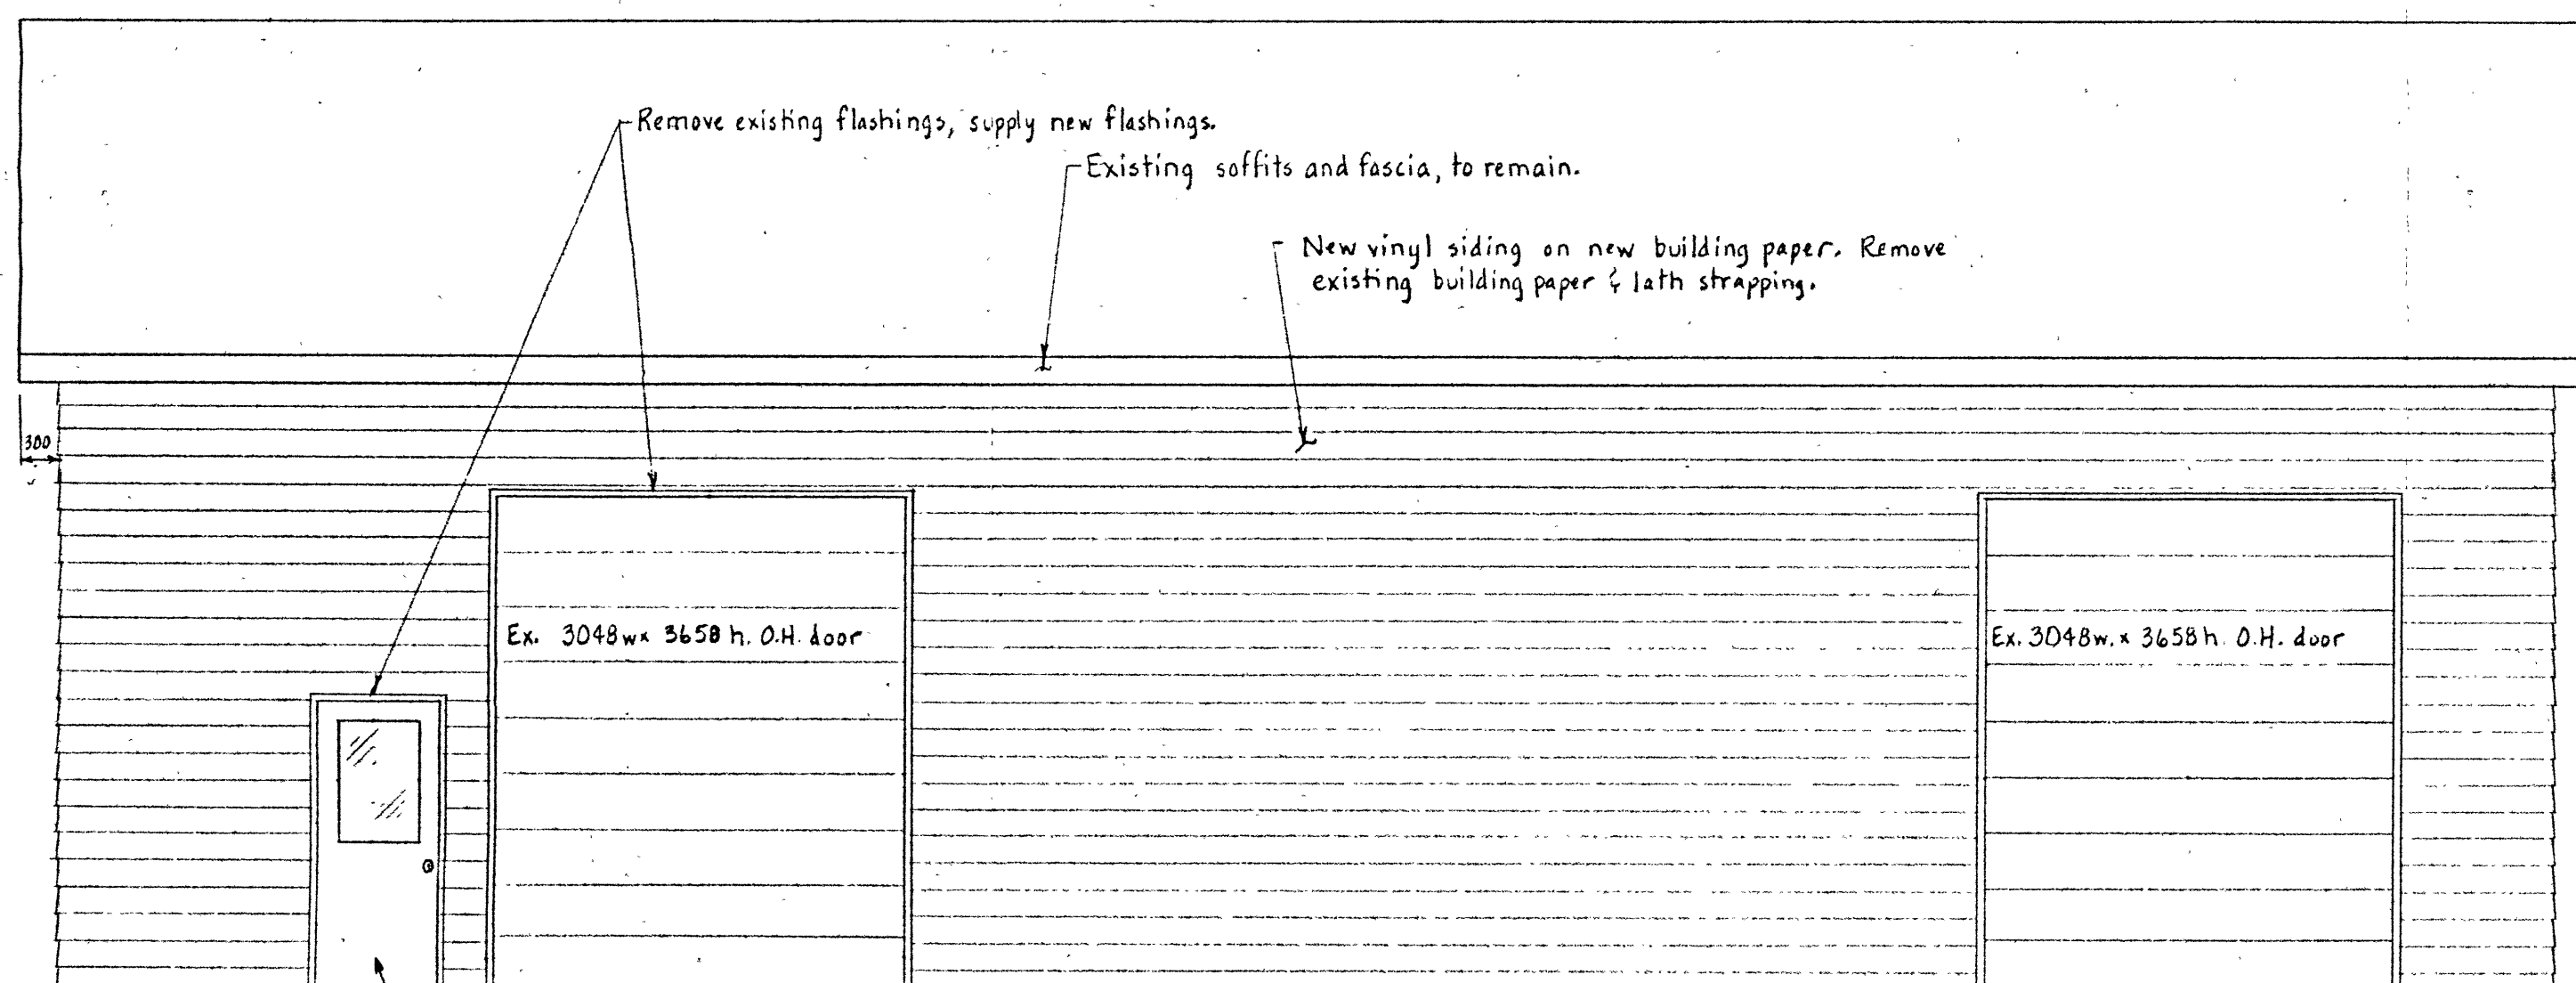 Remove existing flashings, supply new flashings.
Existing soffits and fascia, to remain.
New vinyl siding on new building paper. Remove
existing building paper & lath strapping.
300
Ex. 3048w x 3658 h. O.H. door
Ex. 3048w. x 3658 h. O.H. door